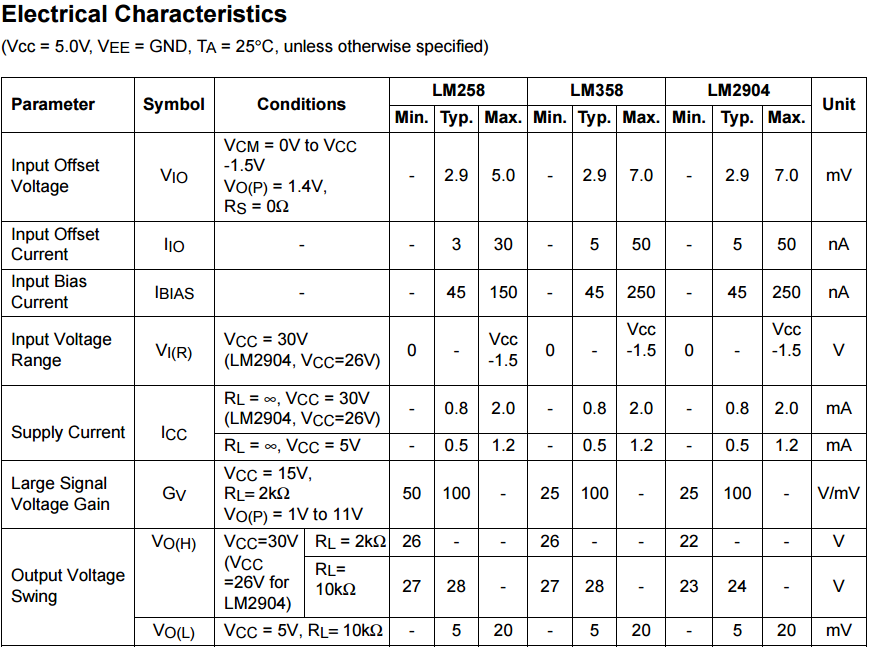 Electrical Characteristics
(Vcc = 5.0V, VEE = GND, TA = 25°C, unless otherwise specified)
Parameter Symbol Conditions LM258 LM358 LM2904 Unit
Min. Typ. Max. Min. Typ. Max. Min. Typ. Max.
Input Offset Voltage VIO VCM = 0V to VCC -1.5V VO(P) = 1.4V, RS = 0Ω - 2.9 5.0 - 2.9 7.0 - 2.9 7.0 mV
Input Offset Current IIO - - 3 30 - 5 50 - 5 50 nA
Input Bias Current IBIAS - - 45 150 - 45 250 - 45 250 nA
Input Voltage Range VI(R) VCC = 30V (LM2904, VCC=26V) 0 - Vcc -1.5 0 - Vcc -1.5 0 - Vcc -1.5 V
Supply Current ICC RL = ∞, VCC = 30V (LM2904, VCC=26V) - 0.8 2.0 - 0.8 2.0 - 0.8 2.0 mA
RL = ∞, VCC = 5V - 0.5 1.2 - 0.5 1.2 - 0.5 1.2 mA
Large Signal Voltage Gain GV VCC = 15V, RL= 2kΩ VO(P) = 1V to 11V 50 100 - 25 100 - 25 100 - V/mV
Output Voltage Swing VO(H) VCC=30V (VCC =26V for LM2904) RL = 2kΩ 26 - - 26 - - 22 - - V
RL= 10kΩ 27 28 - 27 28 - 23 24 - V
VO(L) VCC = 5V, RL= 10kΩ - 5 20 - 5 20 - 5 20 mV